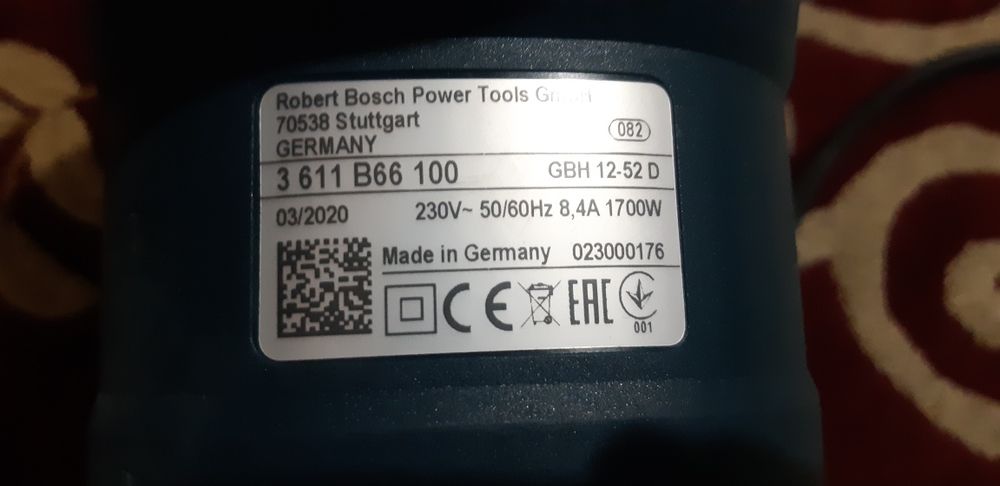 Robert Bosch Power Tools GmbH
70538 Stuttgart
082
GERMANY
3 611 B66 100 GBH 12-52 D
03/2020 230V~ 50/60Hz 8,4A 1700W
Made in Germany 023000176
CE EAC
001